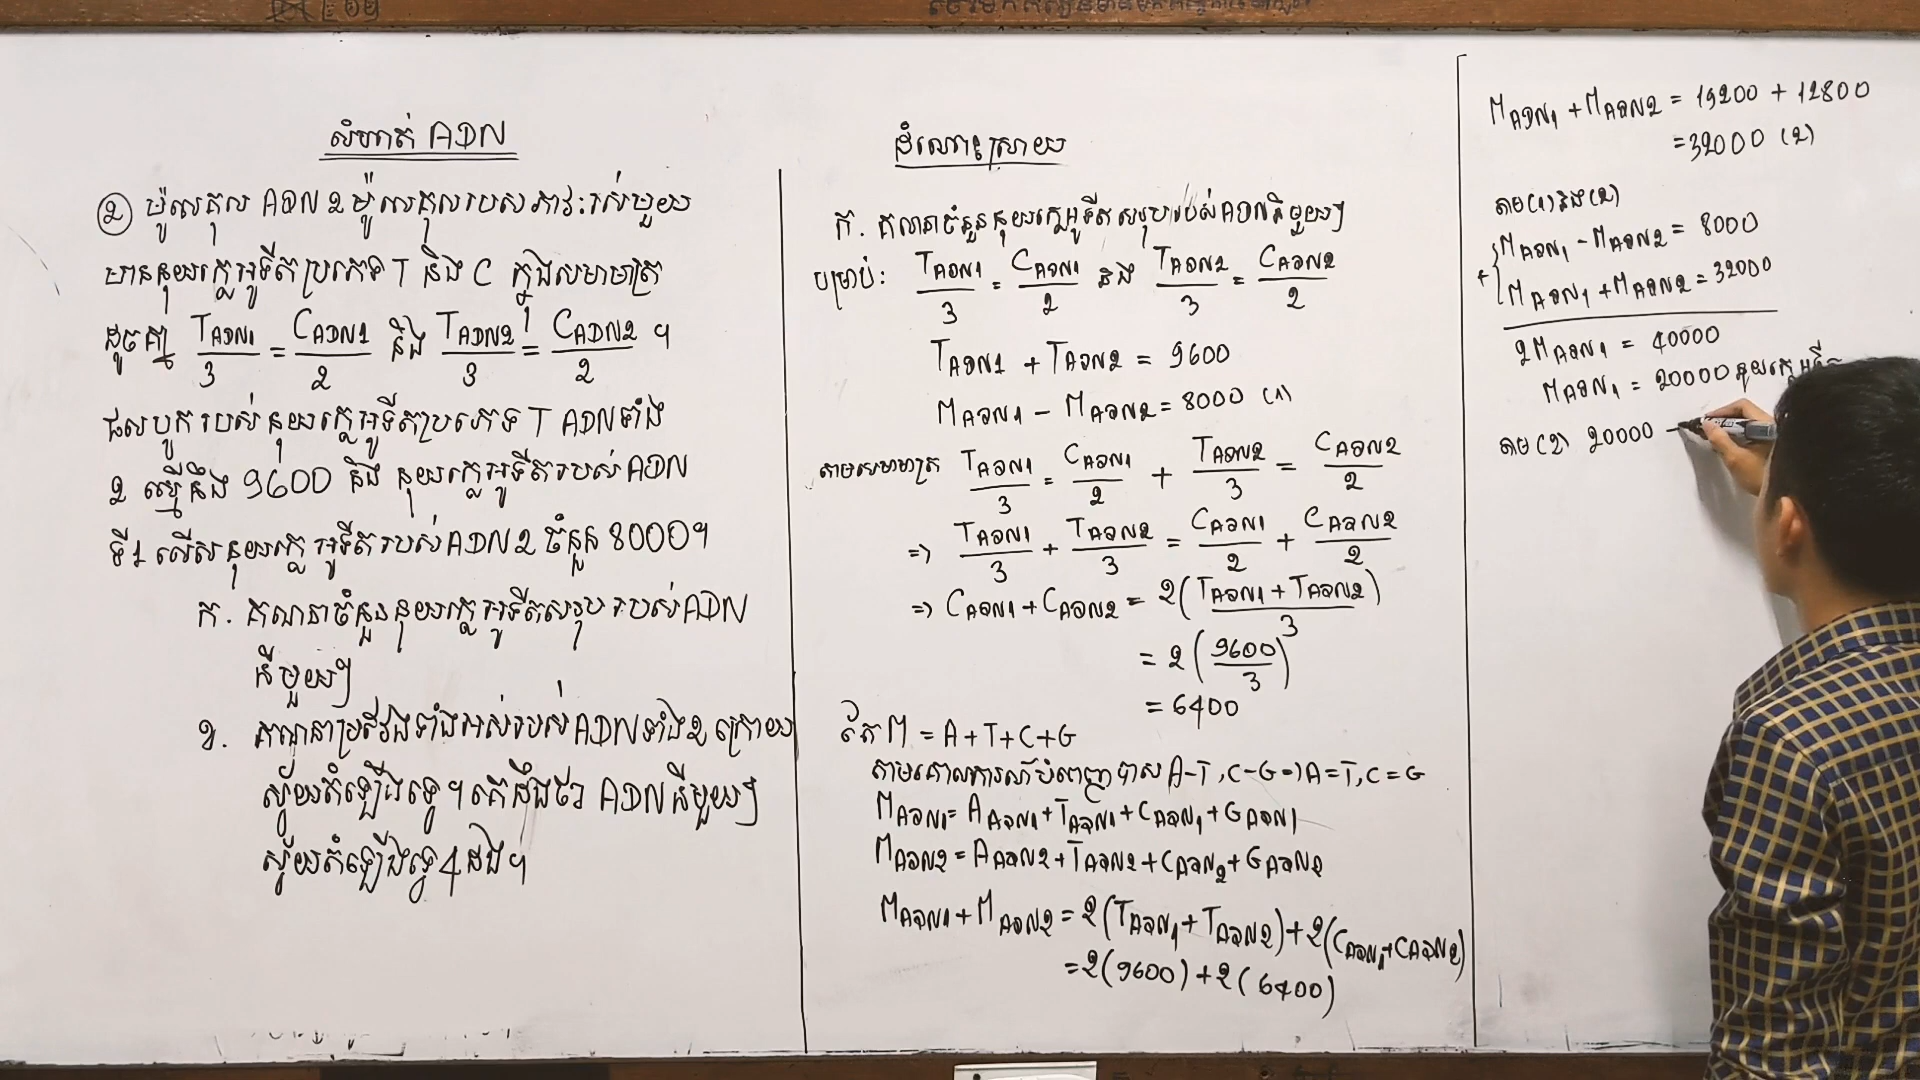 លំហាត់ ADN
② ម៉ូលេគុល ADN 2 ម៉ូលេគុលរបស់ភាវៈរស់មួយ
មាននុយក្លេអូទីតប្រភេទ T និង C ក្នុងសមាមាត្រ
ដូចគ្នា T_ADN1/3 = C_ADN1/2 និង T_ADN2/3 = C_ADN2/2 ។
ផលបូករបស់នុយក្លេអូទីតប្រភេទ T ADN ទាំង
2 ស្មើនឹង 9600 និង នុយក្លេអូទីតរបស់ ADN
ទី1 លើសនុយក្លេអូទីតរបស់ ADN2 ចំនួន 8000។
ក. គណនាចំនួននុយក្លេអូទីតសរុបរបស់ ADN
នីមួយៗ
ខ. គណនាប្រវែងទាំងអស់របស់ ADN ទាំង2 ក្រោយ
ស្វ័យតំឡើងទ្វេ។ គេដឹងថា ADN នីមួយៗ
ស្វ័យតំឡើងទ្វេ 4 ដង។
ដំណោះស្រាយ
ក. គណនាចំនួននុយក្លេអូទីតសរុបរបស់ ADN នីមួយៗ
បម្រាប់: T_ADN1/3 = C_ADN1/2 និង T_ADN2/3 = C_ADN2/2
T_ADN1 + T_ADN2 = 9600
M_ADN1 - M_ADN2 = 8000 (1)
តាមសមាមាត្រ T_ADN1/3 = C_ADN1/2 + T_ADN2/3 = C_ADN2/2
=> T_ADN1/3 + T_ADN2/3 = C_ADN1/2 + C_ADN2/2
=> C_ADN1 + C_ADN2 = 2(T_ADN1 + T_ADN2)/3
= 2(9600/3)
= 6400
តែ M = A+T+C+G
តាមគោលការណ៍បំពេញបាស A-T, C-G => A=T, C=G
M_ADN1 = A_ADN1 + T_ADN1 + C_ADN1 + G_ADN1
M_ADN2 = A_ADN2 + T_ADN2 + C_ADN2 + G_ADN2
M_ADN1 + M_ADN2 = 2(T_ADN1 + T_ADN2) + 2(C_ADN1 + C_ADN2)
= 2(9600) + 2(6400)
M_ADN1 + M_ADN2 = 19200 + 12800
= 32000 (2)
តាម (1) និង (2)
+ { M_ADN1 - M_ADN2 = 8000
M_ADN1 + M_ADN2 = 32000
2M_ADN1 = 40000
M_ADN1 = 20000 នុយក្លេអូទីត
តាម (2) 20000 -